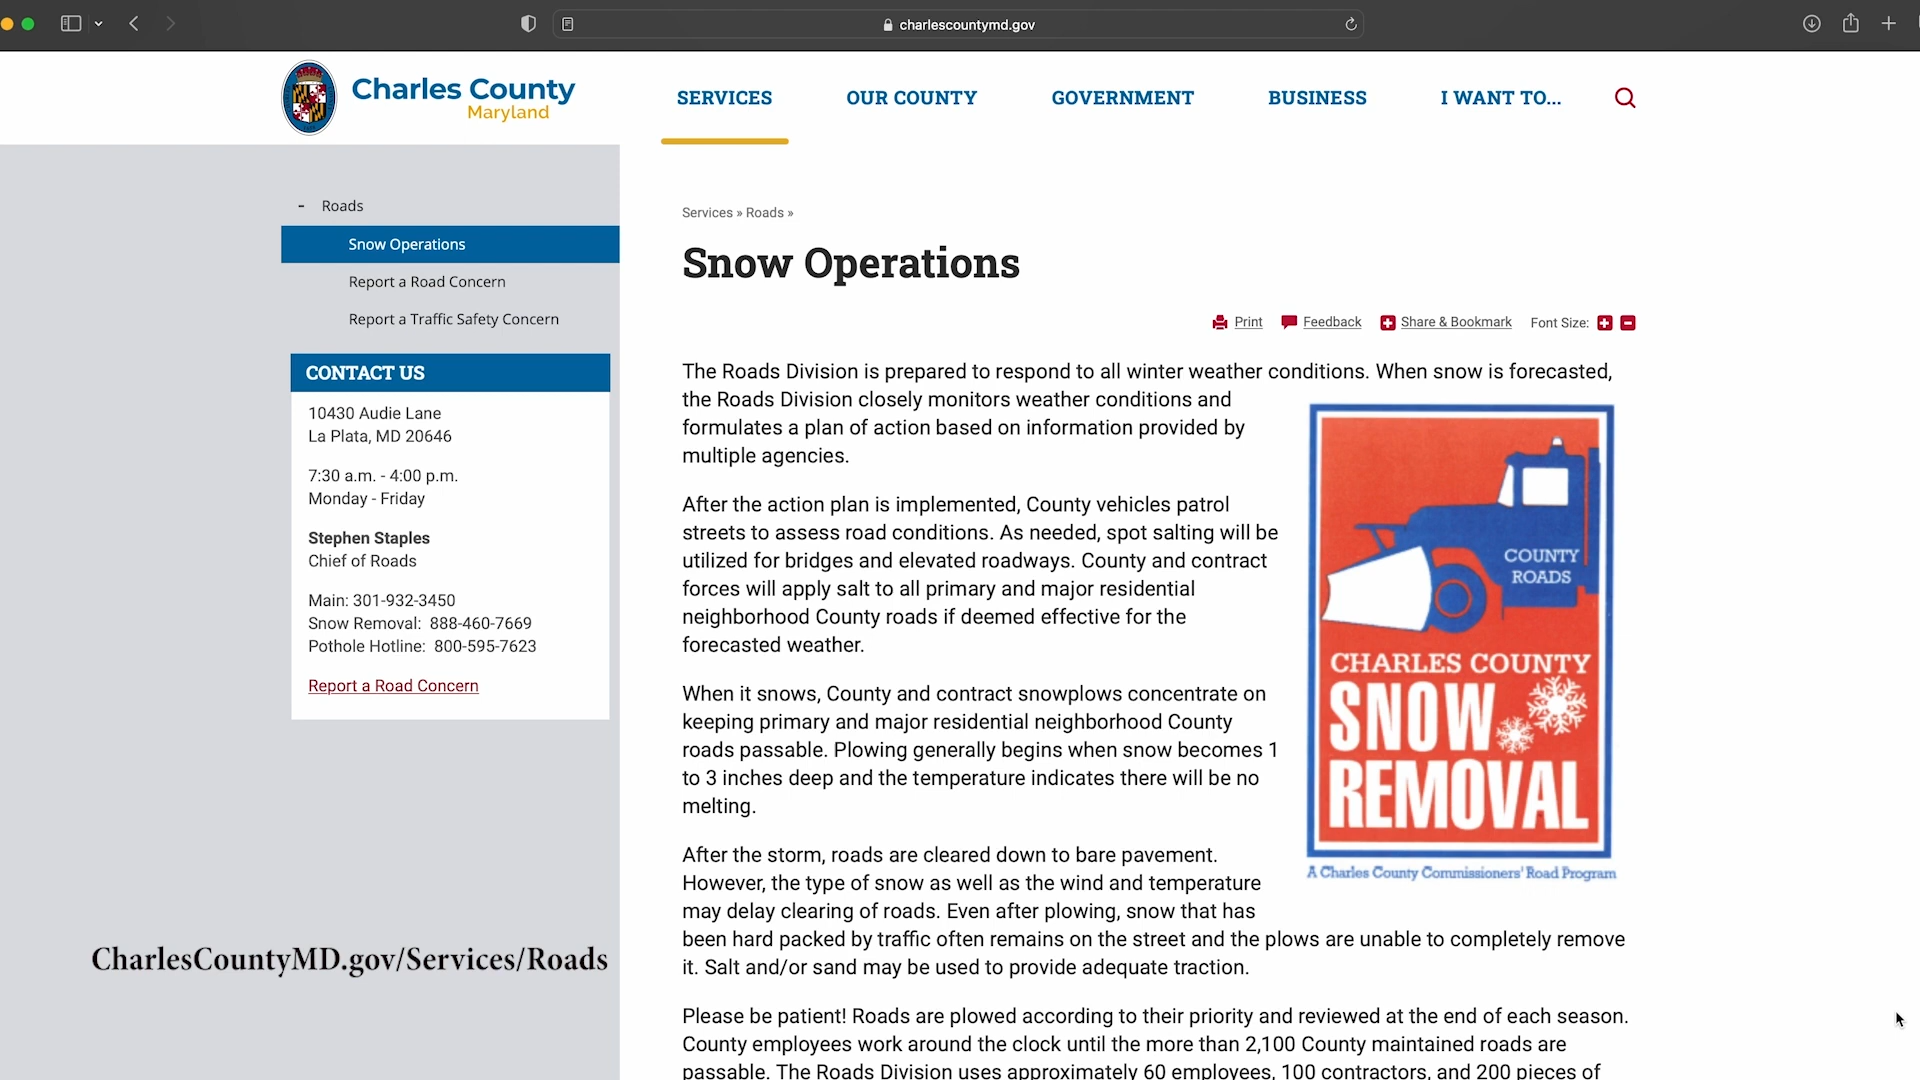 charlescountymd.gov
Charles County
Maryland
SERVICES
OUR COUNTY
GOVERNMENT
BUSINESS
I WANT TO...
- Roads
Snow Operations
Report a Road Concern
Report a Traffic Safety Concern
CONTACT US
10430 Audie Lane
La Plata, MD 20646
7:30 a.m. - 4:00 p.m.
Monday - Friday
Stephen Staples
Chief of Roads
Main: 301-932-3450
Snow Removal: 888-460-7669
Pothole Hotline: 800-595-7623
Report a Road Concern
CharlesCountyMD.gov/Services/Roads
Services » Roads »
Snow Operations
Print
Feedback
Share & Bookmark
Font Size:
The Roads Division is prepared to respond to all winter weather conditions. When snow is forecasted,
the Roads Division closely monitors weather conditions and
formulates a plan of action based on information provided by
multiple agencies.
After the action plan is implemented, County vehicles patrol
streets to assess road conditions. As needed, spot salting will be
utilized for bridges and elevated roadways. County and contract
forces will apply salt to all primary and major residential
neighborhood County roads if deemed effective for the
forecasted weather.
When it snows, County and contract snowplows concentrate on
keeping primary and major residential neighborhood County
roads passable. Plowing generally begins when snow becomes 1
to 3 inches deep and the temperature indicates there will be no
melting.
After the storm, roads are cleared down to bare pavement.
However, the type of snow as well as the wind and temperature
may delay clearing of roads. Even after plowing, snow that has
been hard packed by traffic often remains on the street and the plows are unable to completely remove
it. Salt and/or sand may be used to provide adequate traction.
Please be patient! Roads are plowed according to their priority and reviewed at the end of each season.
County employees work around the clock until the more than 2,100 County maintained roads are
passable. The Roads Division uses approximately 60 employees, 100 contractors, and 200 pieces of
COUNTY
ROADS
CHARLES COUNTY
SNOW
REMOVAL
A Charles County Commissioners' Road Program